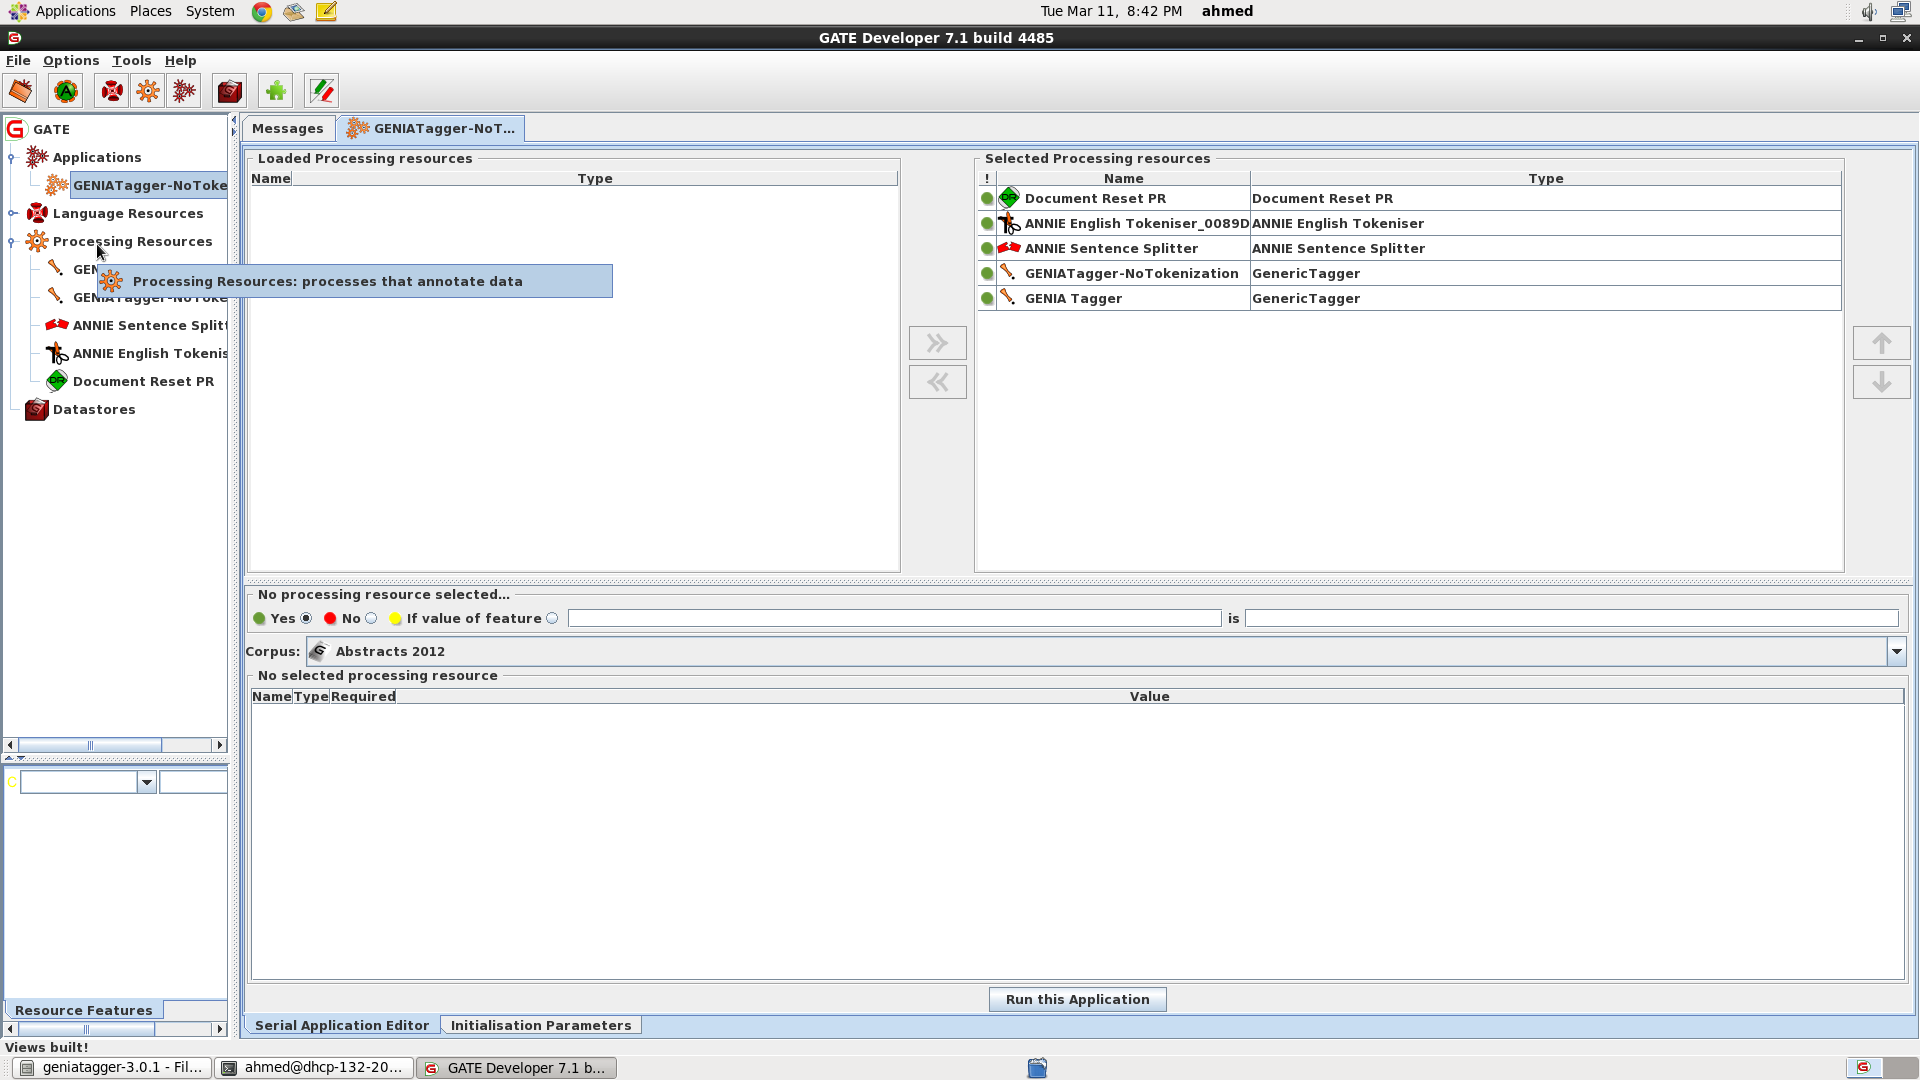 Applications Places System
Tue Mar 11, 8:42 PM ahmed
GATE Developer 7.1 build 4485
File Options Tools Help
GATE
Applications
GENIATagger-NoToke
Language Resources
Processing Resources
GEN
Processing Resources: processes that annotate data
GENIATagger-NoToke
ANNIE Sentence Split
ANNIE English Tokenis
Document Reset PR
Datastores
Messages
GENIATagger-NoT...
Loaded Processing resources
Name Type
Selected Processing resources
! Name Type
Document Reset PR Document Reset PR
ANNIE English Tokeniser_0089D ANNIE English Tokeniser
ANNIE Sentence Splitter ANNIE Sentence Splitter
GENIATagger-NoTokenization GenericTagger
GENIA Tagger GenericTagger
No processing resource selected...
Yes No If value of feature is
Corpus: Abstracts 2012
No selected processing resource
Name Type Required Value
Run this Application
C
Resource Features
Serial Application Editor Initialisation Parameters
Views built!
geniatagger-3.0.1 - Fil... ahmed@dhcp-132-20... GATE Developer 7.1 b...